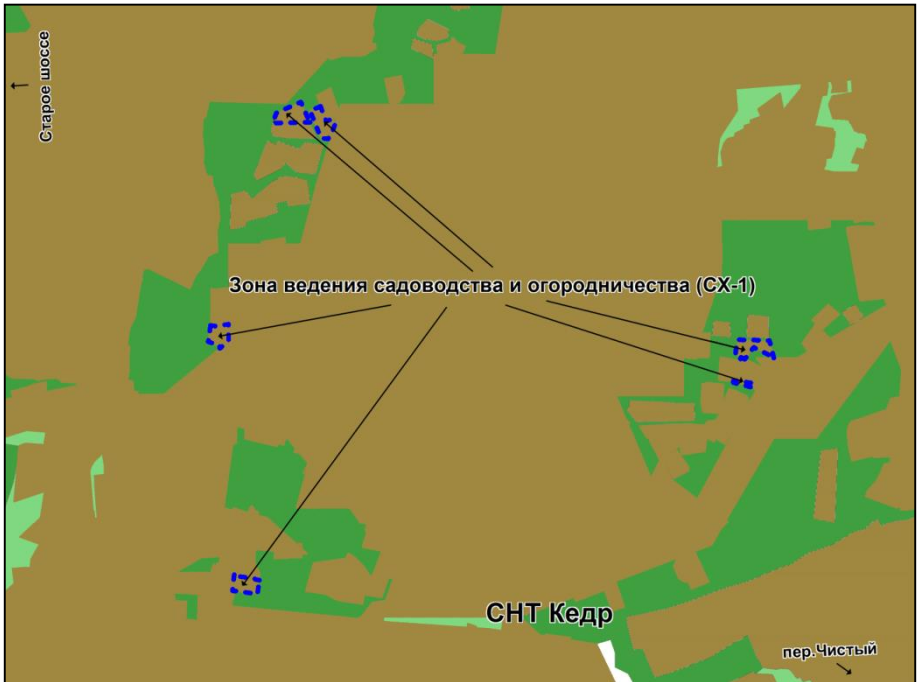 Старое шоссе
Зона ведения садоводства и огородничества (СХ-1)
СНТ Кедр
пер.Чистый